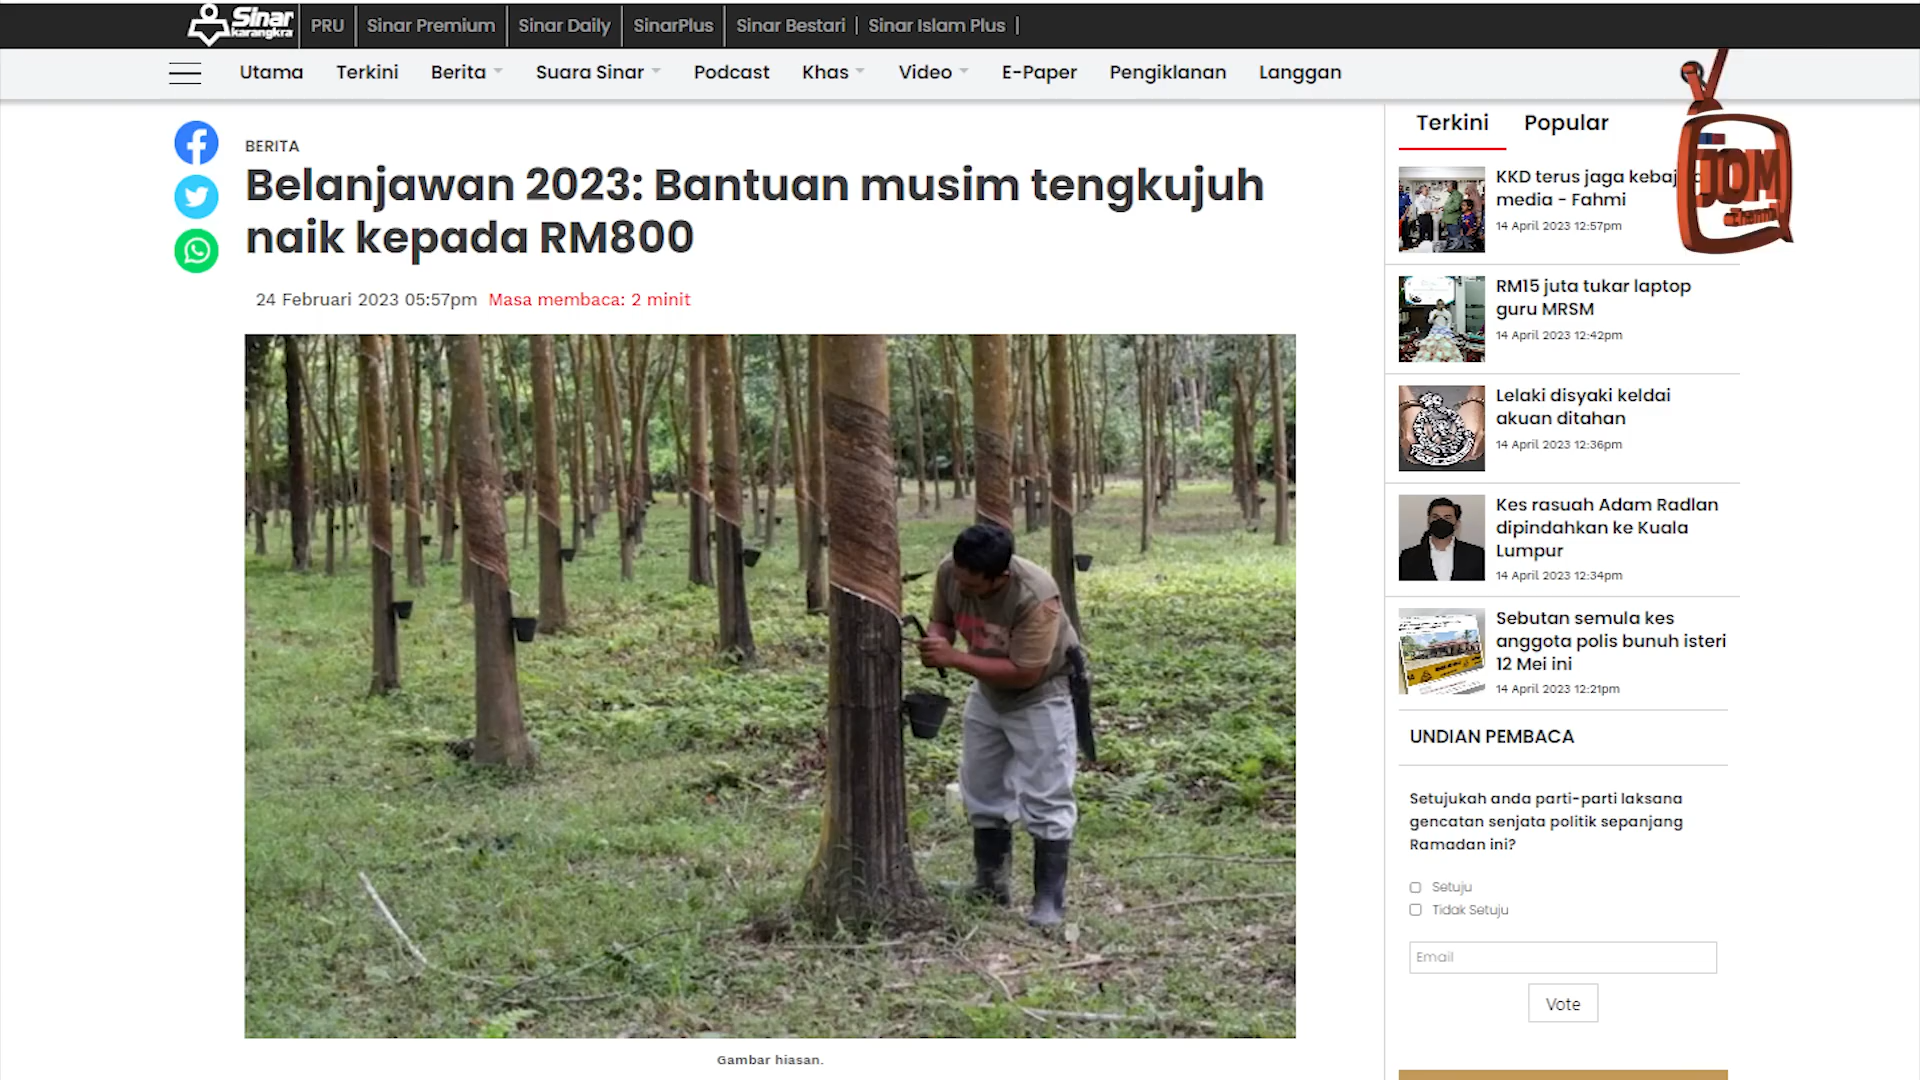 Sinar
karangkraf
PRU
Sinar Premium
Sinar Daily
SinarPlus
Sinar Bestari
Sinar Islam Plus
Utama
Terkini
Berita
Suara Sinar
Podcast
Khas
Video
E-Paper
Pengiklanan
Langgan
BERITA
Belanjawan 2023: Bantuan musim tengkujuh
naik kepada RM800
24 Februari 2023 05:57pm Masa membaca: 2 minit
Gambar hiasan.
Terkini
Popular
JOM
Channel
KKD terus jaga
media - Fahmi
14 April 2023 12:57pm
RM15 juta tukar laptop
guru MRSM
14 April 2023 12:42pm
Lelaki disyaki keldai
akuan ditahan
14 April 2023 12:36pm
Kes rasuah Adam Radlan
dipindahkan ke Kuala
Lumpur
14 April 2023 12:34pm
Sebutan semula kes
anggota polis bunuh isteri
12 Mei ini
14 April 2023 12:21pm
UNDIAN PEMBACA
Setujukah anda parti-parti laksana
gencatan senjata politik sepanjang
Ramadan ini?
Setuju
Tidak Setuju
Email
Vote